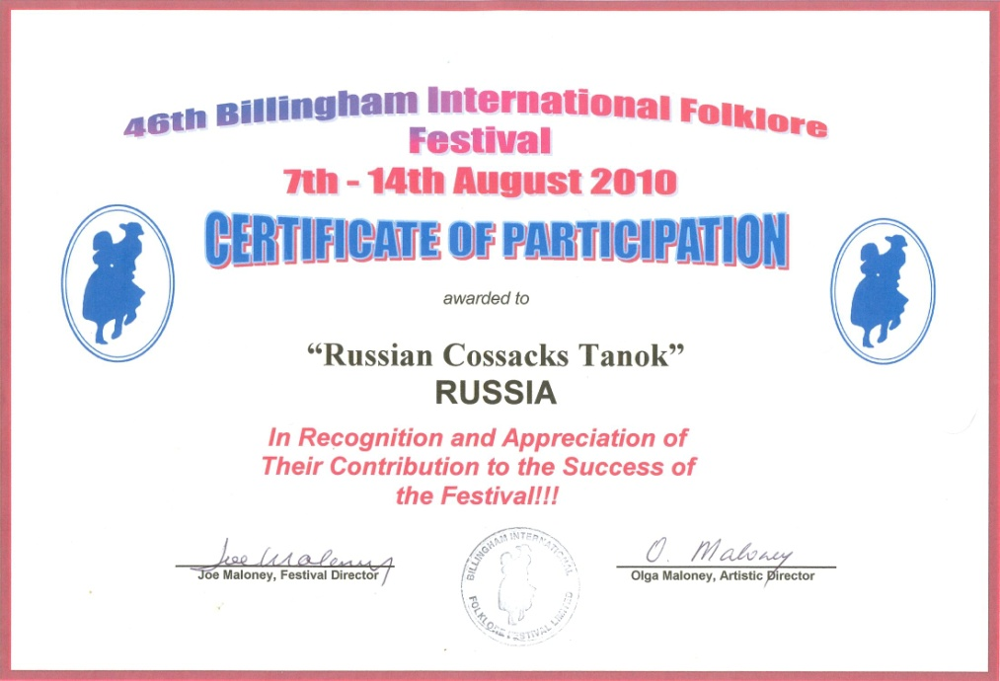 46th Billingham International Folklore
Festival
7th - 14th August 2010
CERTIFICATE OF PARTICIPATION
awarded to
“Russian Cossacks Tanok”
RUSSIA
In Recognition and Appreciation of
Their Contribution to the Success of
the Festival!!!
Joe Maloney
Joe Maloney, Festival Director
BILLINGHAM INTERNATIONAL
FOLKLORE FESTIVAL LIMITED
O. Maloney
Olga Maloney, Artistic Director